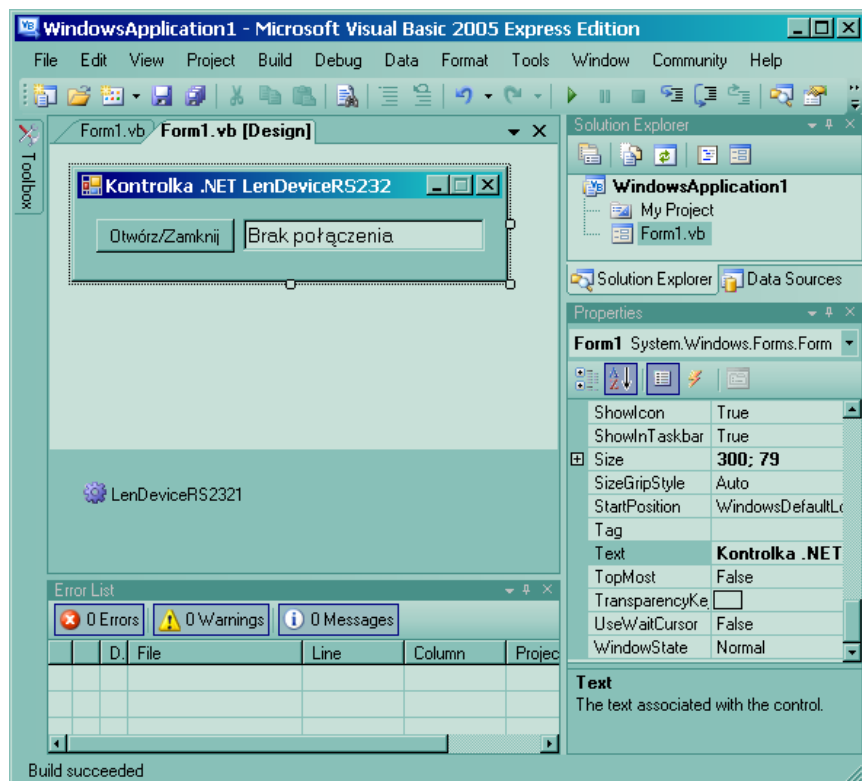 WindowsApplication1 - Microsoft Visual Basic 2005 Express Edition
File Edit View Project Build Debug Data Format Tools Window Community Help
Toolbox
Form1.vb Form1.vb [Design]
Kontrolka .NET LenDeviceRS232
Otwórz/Zamknij Brak połączenia
LenDeviceRS2321
Solution Explorer
WindowsApplication1
My Project
Form1.vb
Solution Explorer Data Sources
Properties
Form1 System.Windows.Forms.Form
ShowIcon True
ShowInTaskbar True
Size 300; 79
SizeGripStyle Auto
StartPosition WindowsDefaultLo
Tag
Text Kontrolka .NET
TopMost False
TransparencyKe
UseWaitCursor False
WindowState Normal
Text
The text associated with the control.
Error List
0 Errors 0 Warnings 0 Messages
D. File Line Column Projec
Build succeeded